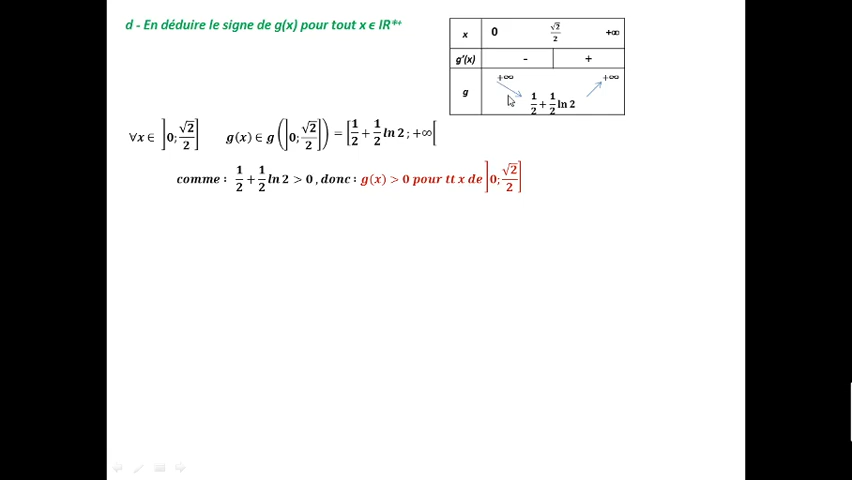 d - En déduire le signe de g(x) pour tout x ϵ IR*⁺
x 0 √2/2 +∞
g'(x) - +
g +∞ 1/2 + 1/2 ln 2 +∞
∀x ∈ ]0; √2/2] g(x) ∈ g(]0; √2/2]) = [1/2 + 1/2 ln 2 ; +∞[
comme : 1/2 + 1/2 ln 2 > 0 , donc : g(x) > 0 pour tt x de ]0; √2/2]